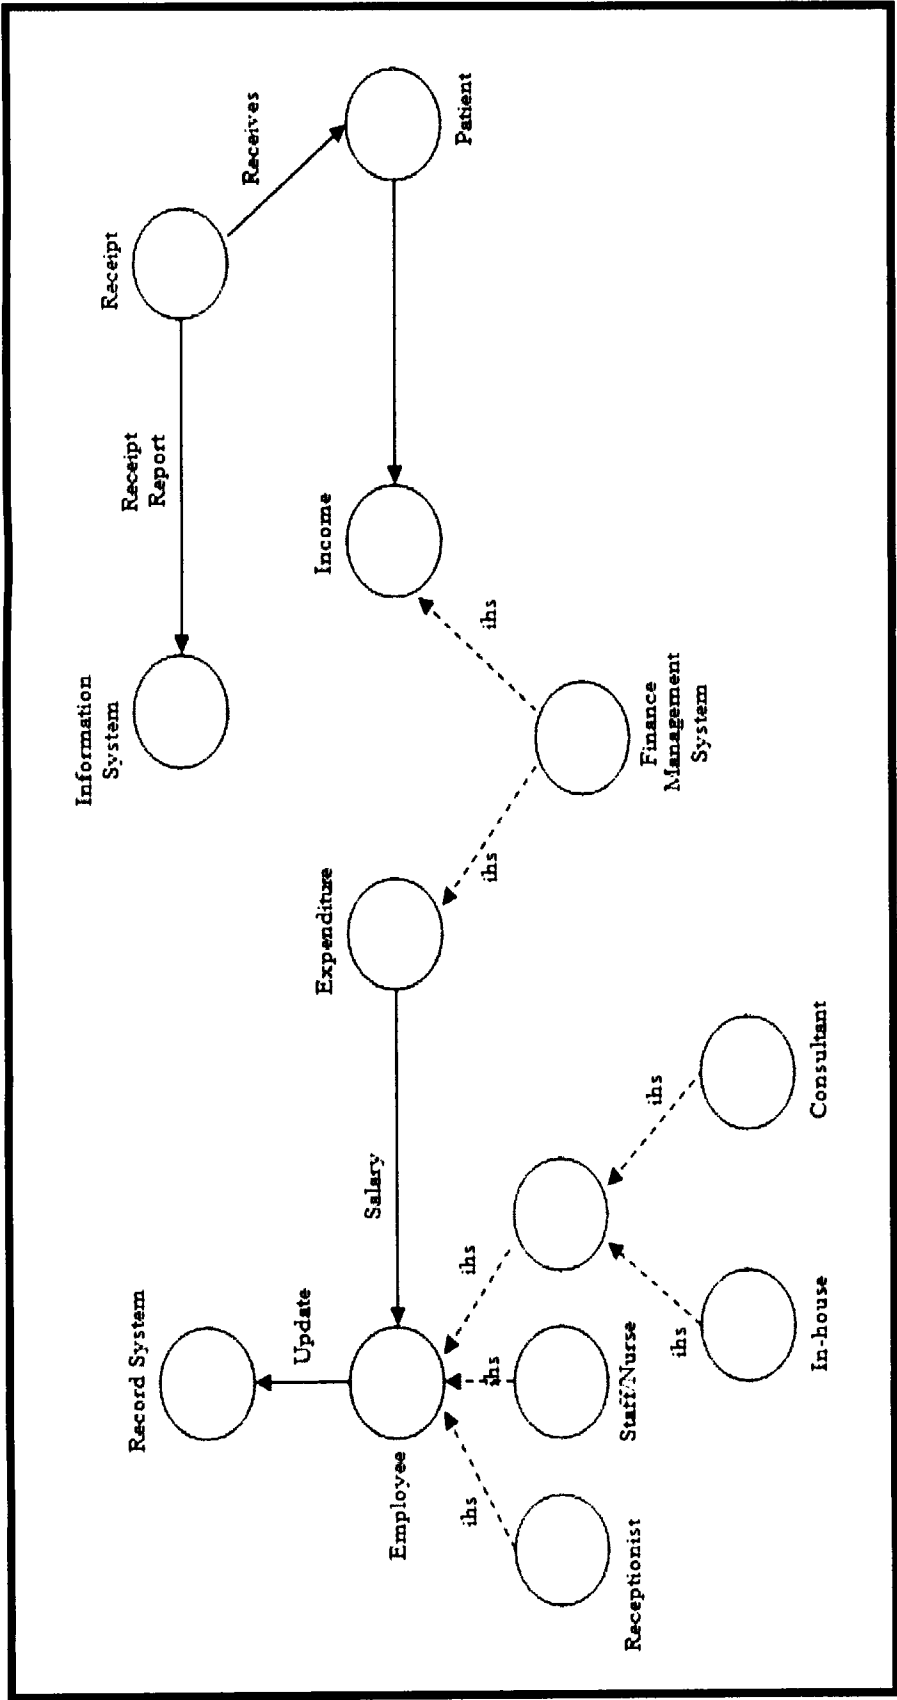 Record System
Update
Employee
Salary
ihs
ihs
ihs
Receptionist
Staff/Nurse
ihs
ihs
In-house
Consultant
Expenditure
ihs
ihs
Finance
Management
System
Income
Information
System
Receipt
Report
Receipt
Receives
Patient